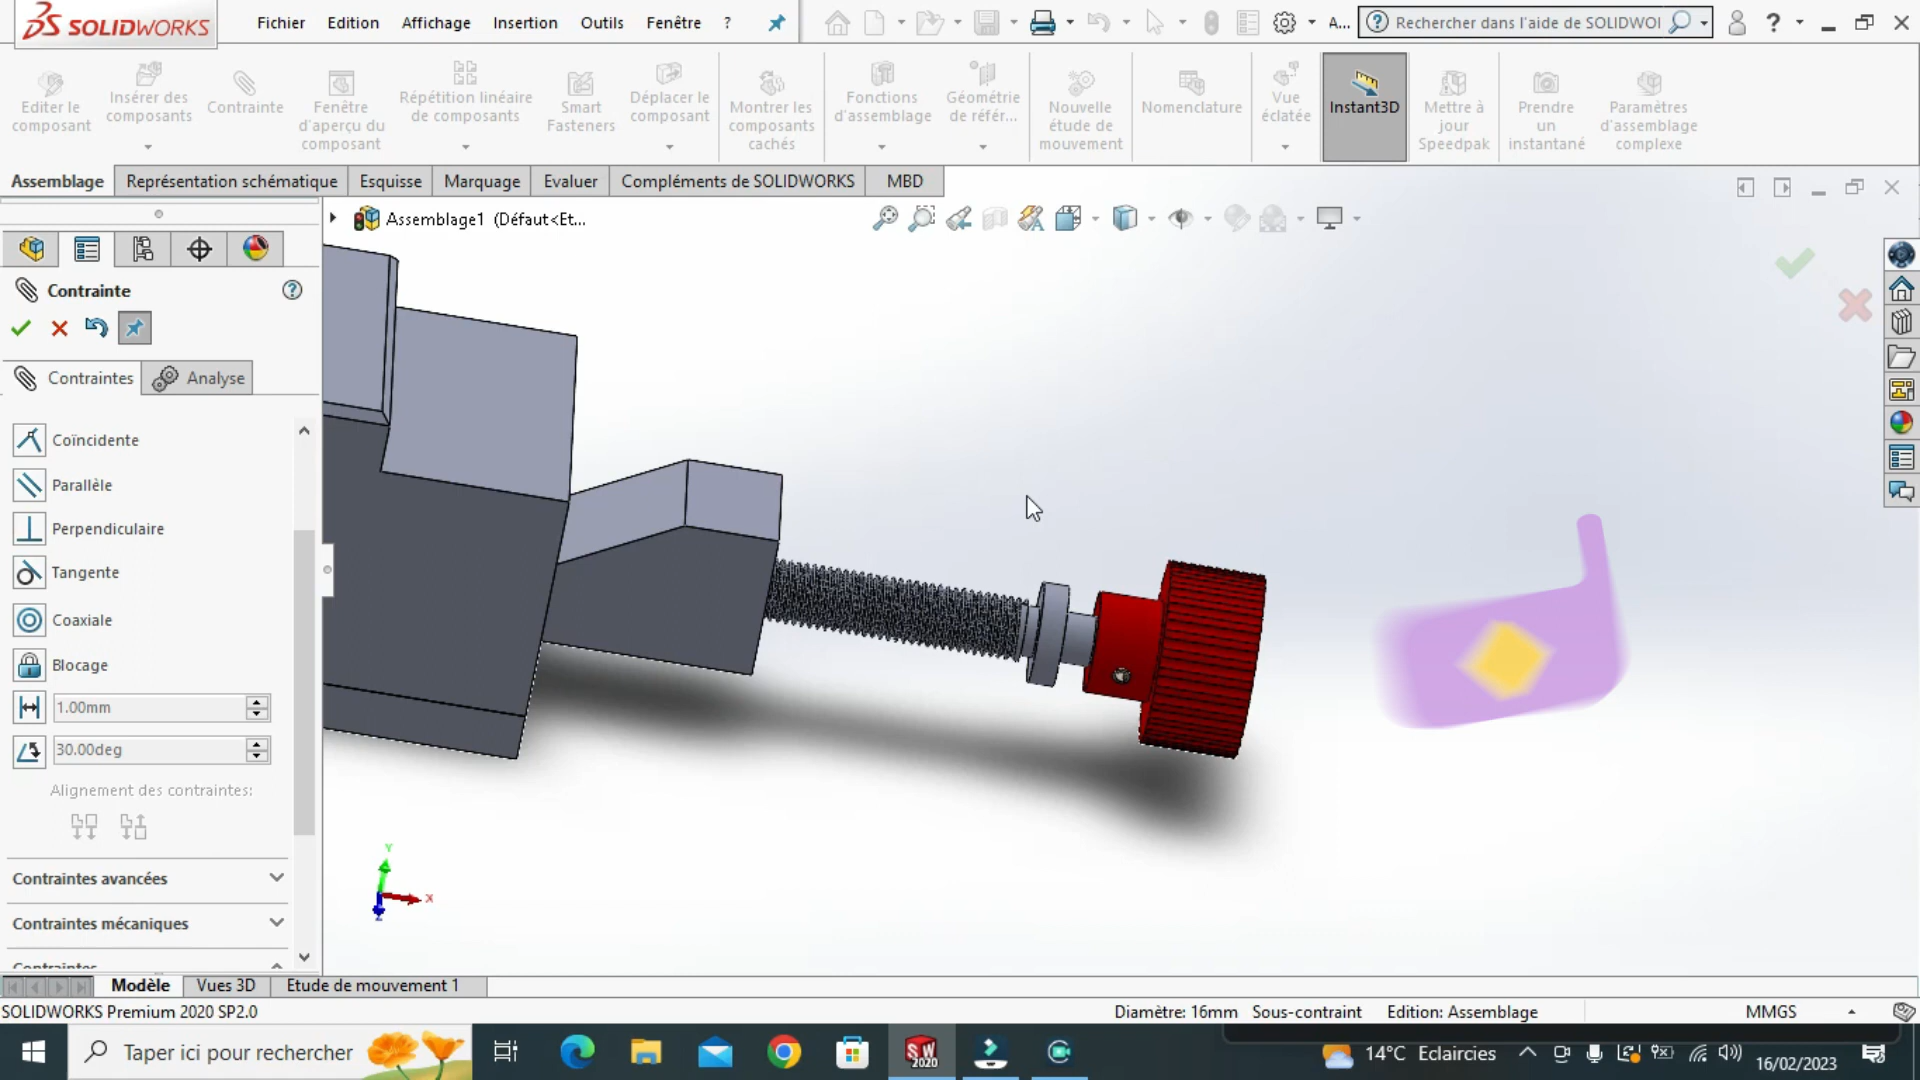 SOLIDWORKS
Fichier Edition Affichage Insertion Outils Fenêtre ?
A... Rechercher dans l'aide de SOLIDWOI
Editer le composant
Insérer des composants
Contrainte
Fenêtre d'aperçu du composant
Répétition linéaire de composants
Smart Fasteners
Déplacer le composant
Montrer les composants cachés
Fonctions d'assemblage
Géométrie de référ...
Nouvelle étude de mouvement
Nomenclature
Vue éclatée
Instant3D
Mettre à jour Speedpak
Prendre un instantané
Paramètres d'assemblage complexe
Assemblage Représentation schématique Esquisse Marquage Evaluer Compléments de SOLIDWORKS MBD
Assemblage1 (Défaut<Et...
Contrainte
Contraintes Analyse
Coïncidente
Parallèle
Perpendiculaire
Tangente
Coaxiale
Blocage
1.00mm
30.00deg
Alignement des contraintes:
Contraintes avancées
Contraintes mécaniques
Contraintes
Y
X
Z
Modèle Vues 3D Etude de mouvement 1
SOLIDWORKS Premium 2020 SP2.0
Diamètre: 16mm Sous-contraint Edition: Assemblage MMGS
Taper ici pour rechercher
SW 2020
14°C Eclaircies
16/02/2023